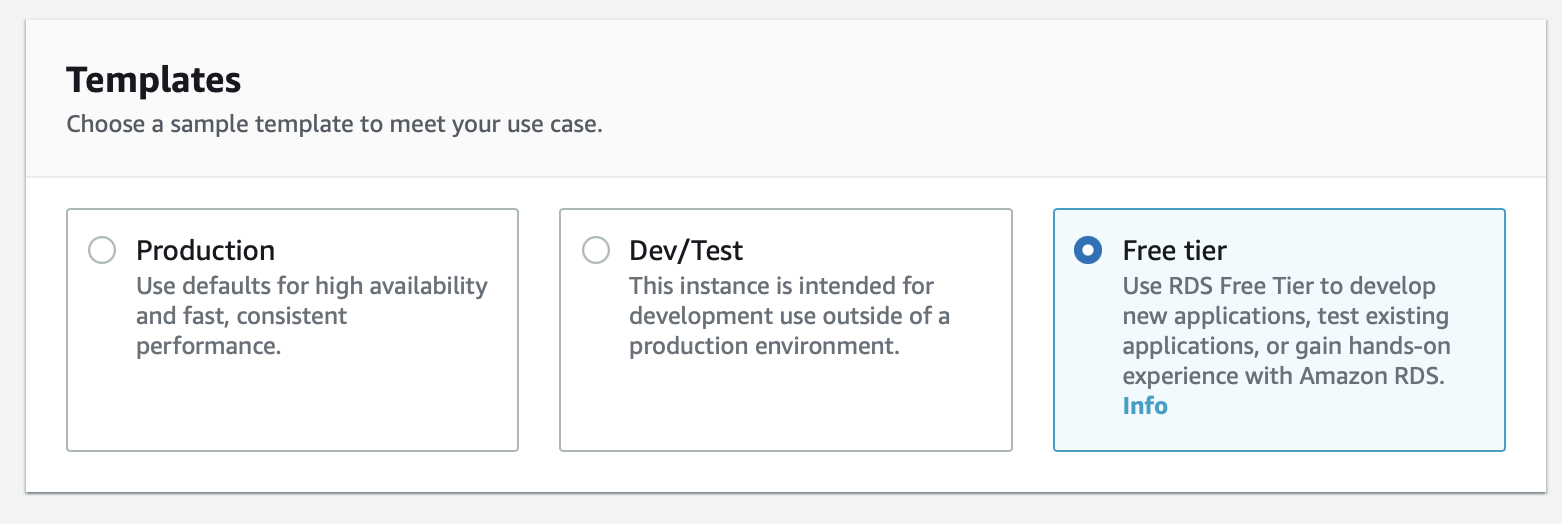 Templates
Choose a sample template to meet your use case.
Production
Use defaults for high availability
and fast, consistent
performance.
Dev/Test
This instance is intended for
development use outside of a
production environment.
Free tier
Use RDS Free Tier to develop
new applications, test existing
applications, or gain hands-on
experience with Amazon RDS.
Info